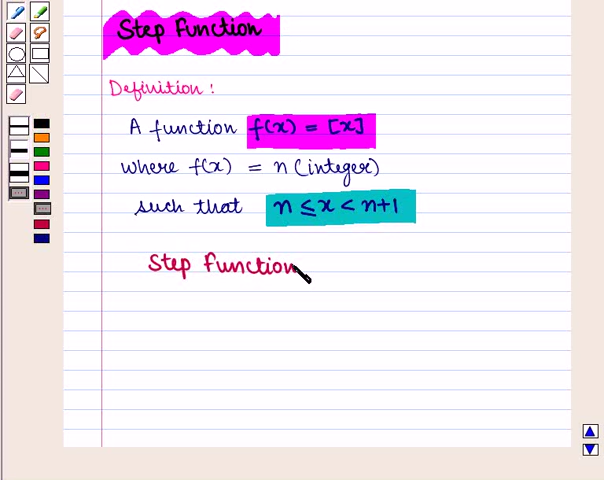 Step Function
Definition :
A function f(x) = [x]
where f(x) = n (integer)
such that n ≤ x < n+1
Step Function